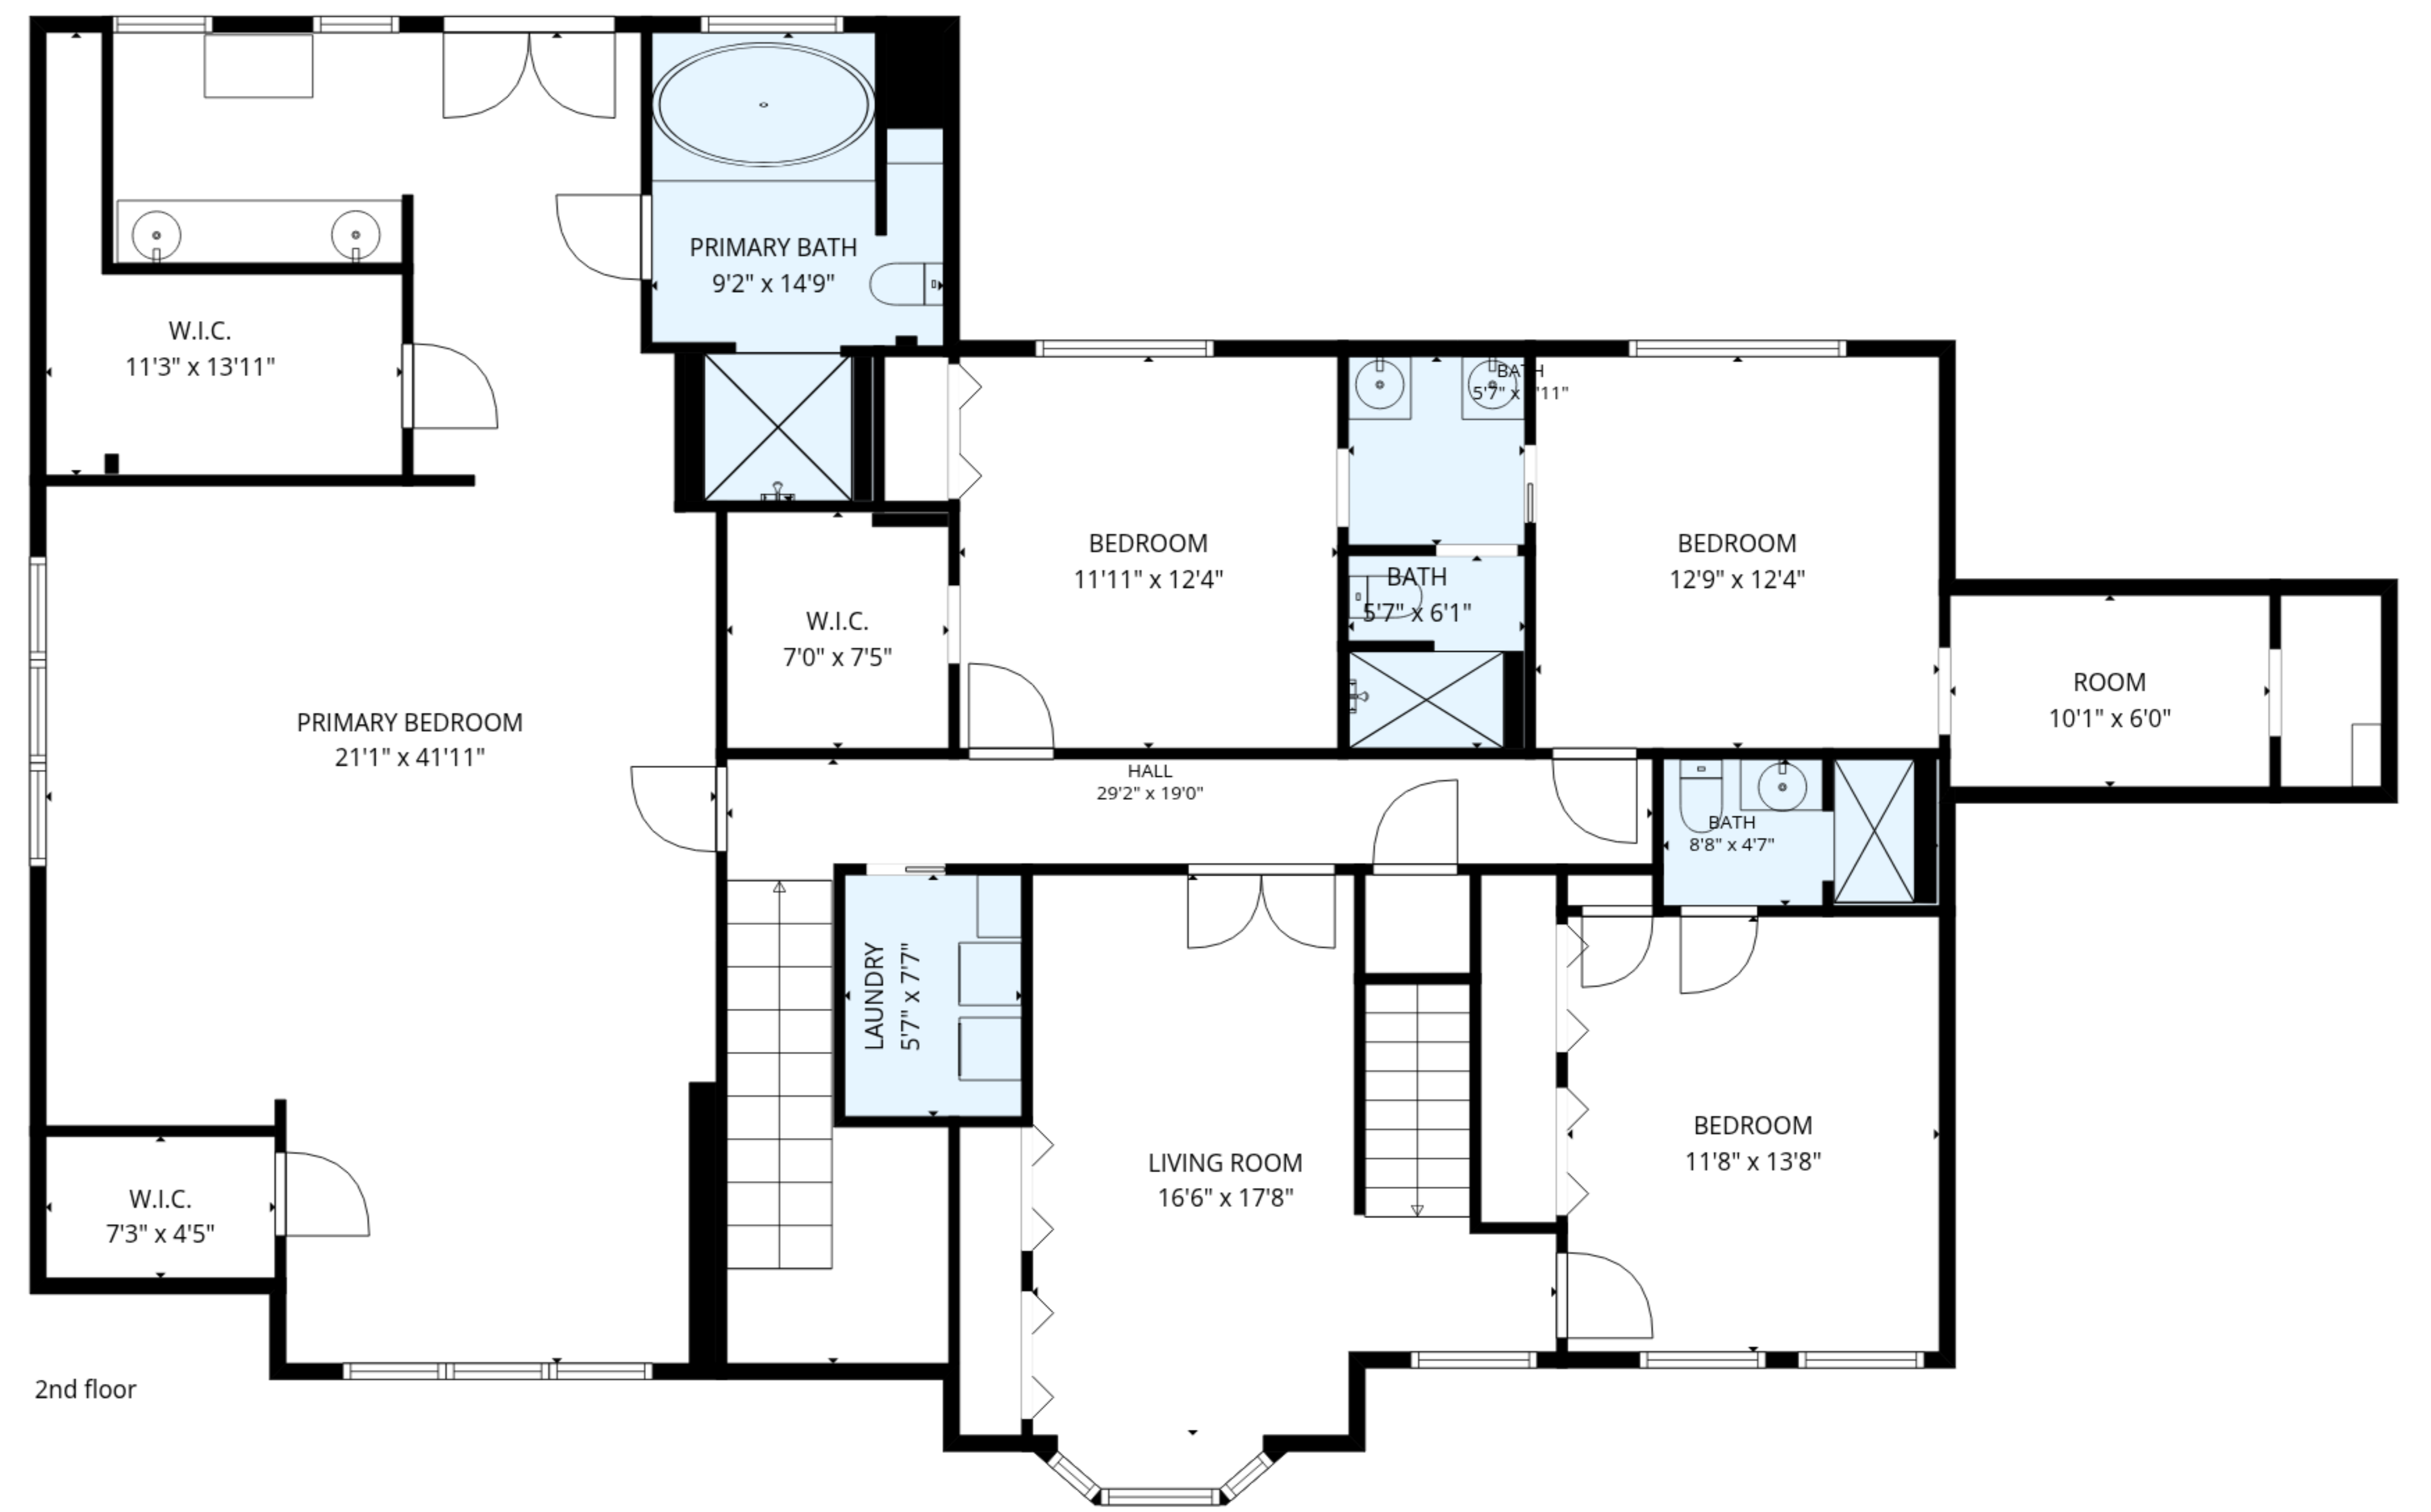 PRIMARY BATH
9'2" x 14'9"
W.I.C.
11'3" x 13'11"
BATH
5'7" x '11"
BEDROOM
11'11" x 12'4"
BEDROOM
12'9" x 12'4"
BATH
5'7" x 6'1"
W.I.C.
7'0" x 7'5"
ROOM
10'1" x 6'0"
PRIMARY BEDROOM
21'1" x 41'11"
HALL
29'2" x 19'0"
BATH
8'8" x 4'7"
LAUNDRY
5'7" x 7'7"
BEDROOM
11'8" x 13'8"
LIVING ROOM
16'6" x 17'8"
W.I.C.
7'3" x 4'5"
2nd floor